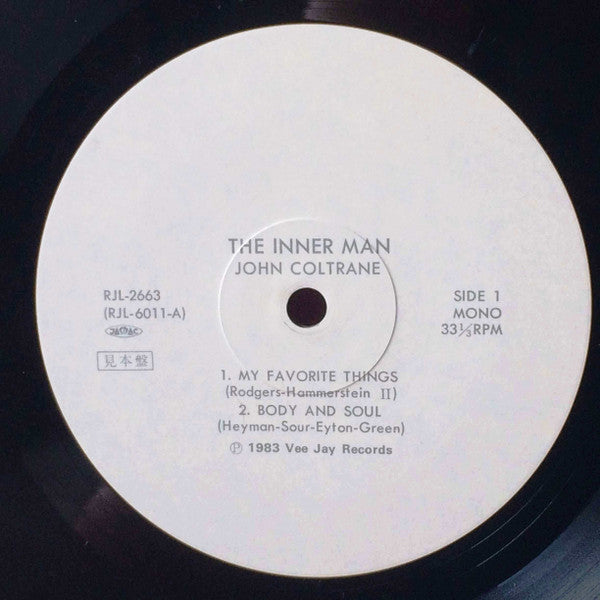 THE INNER MAN
JOHN COLTRANE
RJL-2663
(RJL-6011-A)
JASRAC
見本盤
SIDE 1
MONO
33⅓RPM
1. MY FAVORITE THINGS
(Rodgers-Hammerstein II)
2. BODY AND SOUL
(Heyman-Sour-Eyton-Green)
Ⓟ 1983 Vee Jay Records